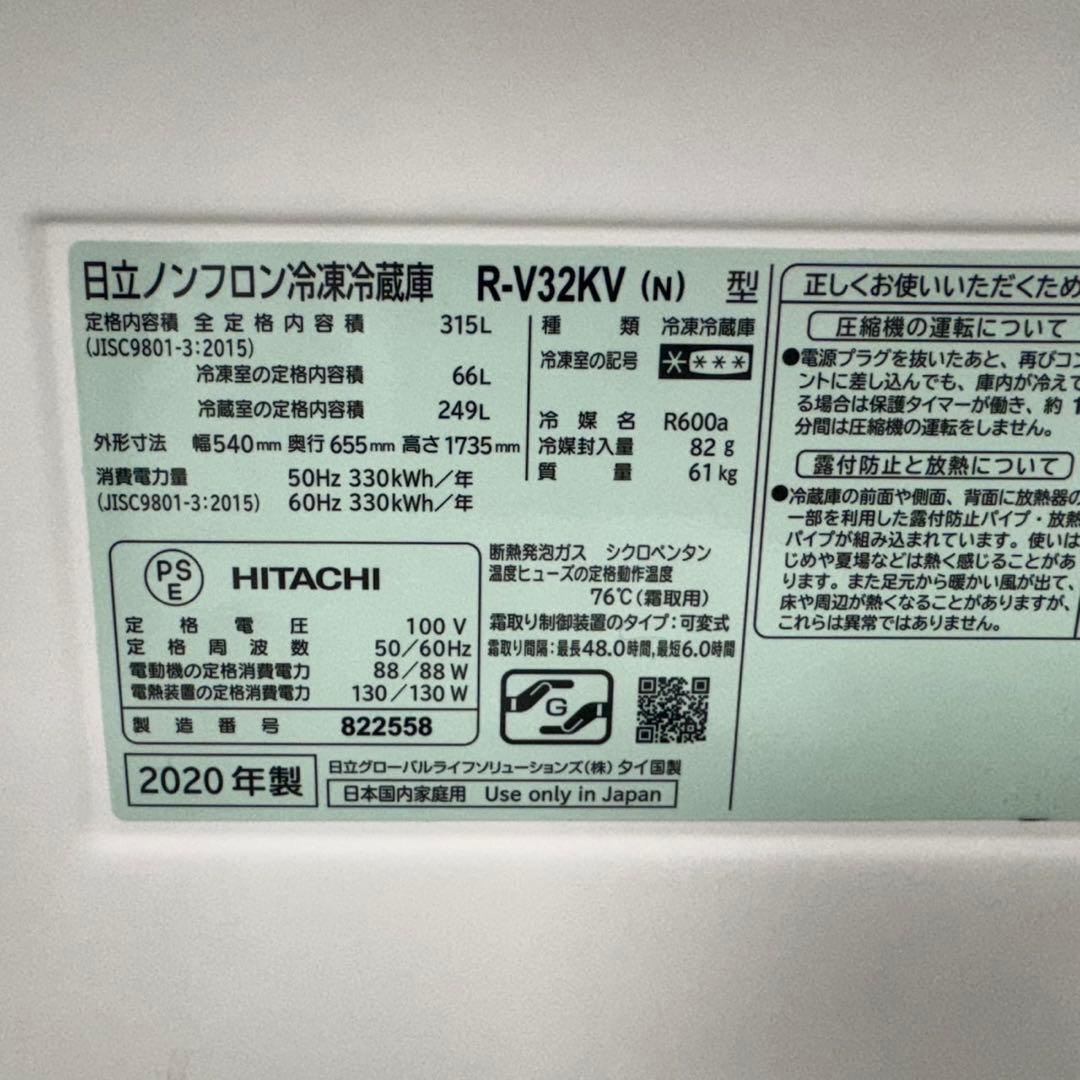 日立ノンフロン冷凍冷蔵庫 R-V32KV (N) 型
定格内容積 全定格内容積 315L
(JISC9801-3:2015)
冷凍室の定格内容積 66L
冷蔵室の定格内容積 249L
外形寸法 幅540mm 奥行655mm 高さ1735mm
消費電力量 50Hz 330kWh/年
(JISC9801-3:2015) 60Hz 330kWh/年
種類 冷凍冷蔵庫
冷凍室の記号 ****
冷媒名 R600a
冷媒封入量 82g
質量 61kg
PS
E
HITACHI
定格電圧 100V
定格周波数 50/60Hz
電動機の定格消費電力 88/88W
電熱装置の定格消費電力 130/130W
製造番号 822558
断熱発泡ガス シクロペンタン
温度ヒューズの定格動作温度
76℃(霜取用)
霜取り制御装置のタイプ:可変式
霜取り間隔:最長48.0時間,最短6.0時間
G
2020年製
日立グローバルライフソリューションズ(株) タイ国製
日本国内家庭用 Use only in Japan
正しくお使いいただくため
圧縮機の運転について
●電源プラグを抜いたあと、再びコン
ントに差し込んでも、庫内が冷えて
る場合は保護タイマーが働き、約
分間は圧縮機の運転をしません。
露付防止と放熱について
●冷蔵庫の前面や側面、背面に放熱器の
一部を利用した露付防止パイプ・放熱
パイプが組み込まれています。使いは
じめや夏場などは熱く感じることがあ
ります。また足元から暖かい風が出て、
床や周辺が熱くなることがありますが、
これらは異常ではありません。